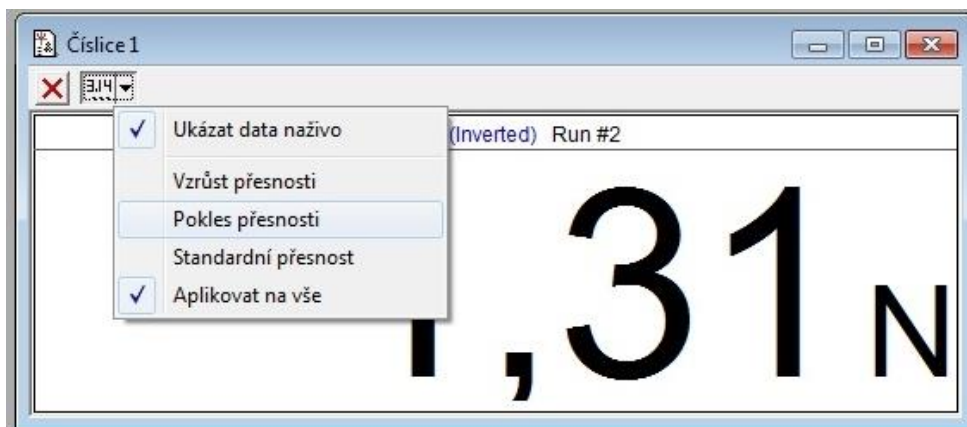 Číslice 1
3.14
Ukázat data naživo
(Inverted) Run #2
Vzrůst přesnosti
Pokles přesnosti
Standardní přesnost
Aplikovat na vše
1,31 N